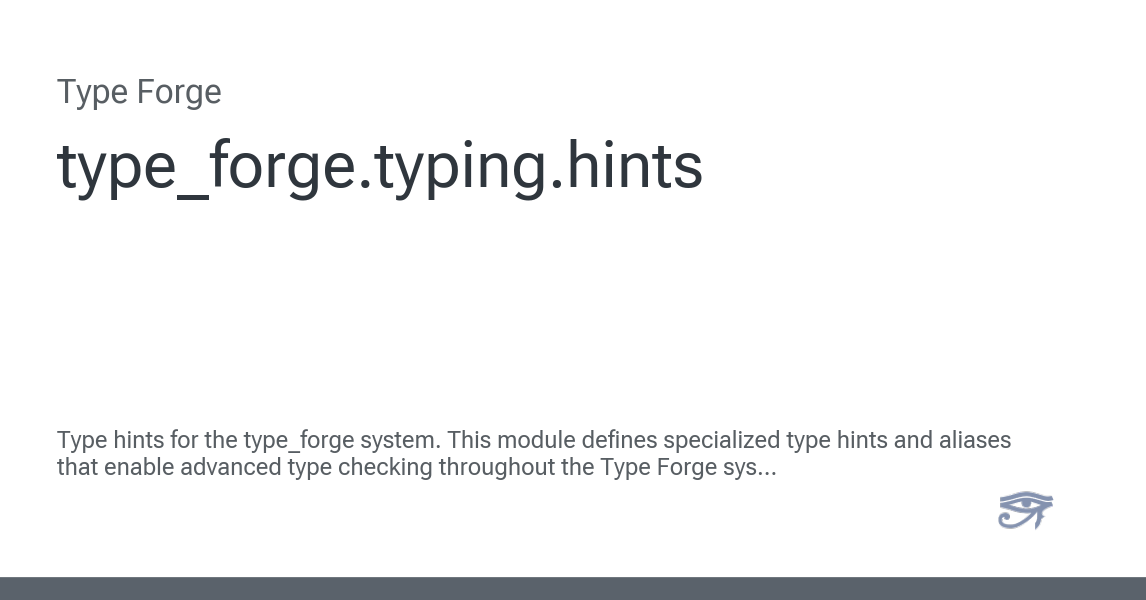 Type Forge
type_forge.typing.hints
Type hints for the type_forge system. This module defines specialized type hints and aliases
that enable advanced type checking throughout the Type Forge sys...